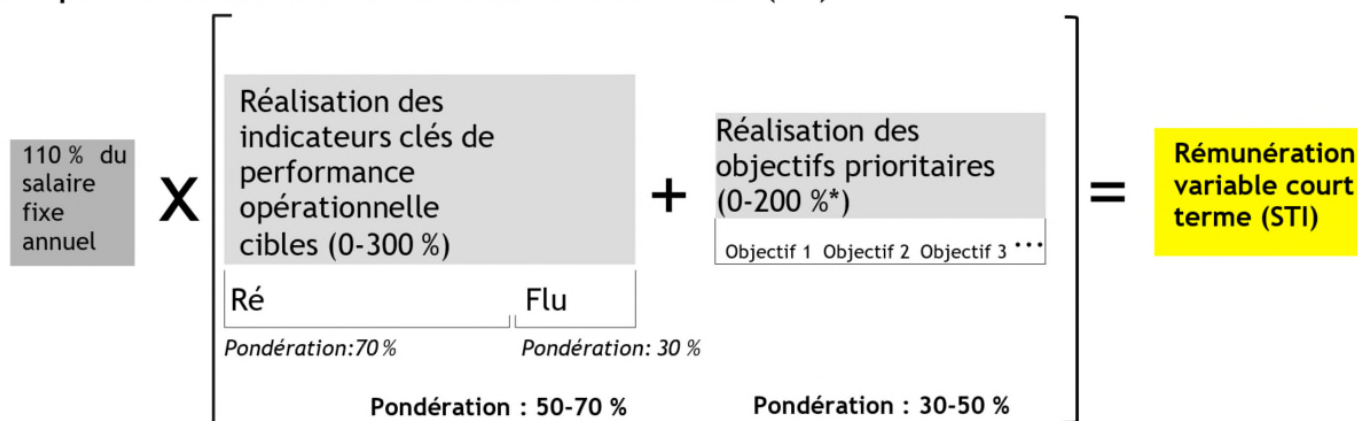 110 % du
salaire
fixe
annuel
X
Réalisation des
indicateurs clés de
performance
opérationnelle
cibles (0-300 %)
Ré
Flu
Pondération:70 %
Pondération: 30 %
Pondération : 50-70 %
+
Réalisation des
objectifs prioritaires
(0-200 %*)
Objectif 1 Objectif 2 Objectif 3 ...
Pondération : 30-50 %
=
Rémunération
variable court
terme (STI)